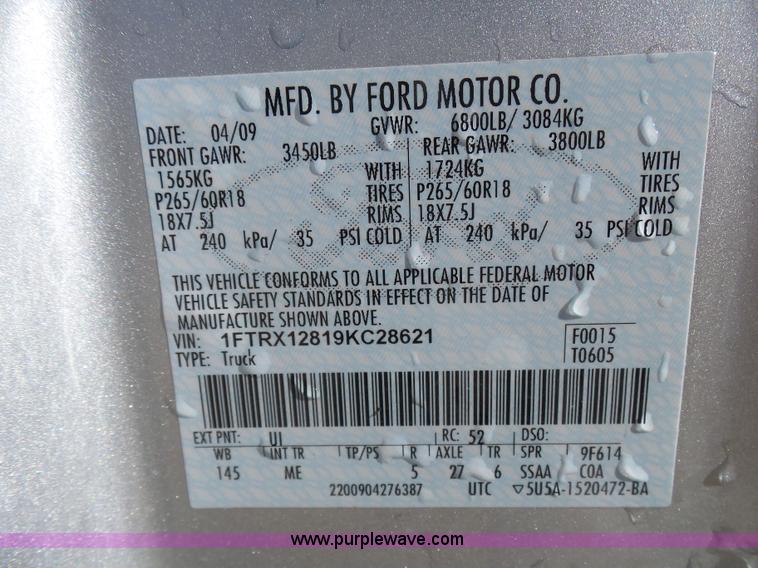 MFD. BY FORD MOTOR CO.
DATE: 04/09 GVWR: 6800LB/ 3084KG
FRONT GAWR: 3450LB REAR GAWR: 3800LB
1565KG WITH 1724KG WITH
P265/60R18 TIRES P265/60R18 TIRES
18X7.5J RIMS 18X7.5J RIMS
AT 240 kPa/ 35 PSI COLD AT 240 kPa/ 35 PSI COLD
THIS VEHICLE CONFORMS TO ALL APPLICABLE FEDERAL MOTOR
VEHICLE SAFETY STANDARDS IN EFFECT ON THE DATE OF
MANUFACTURE SHOWN ABOVE.
VIN: 1FTRX12819KC28621 F0015
TYPE: Truck T0605
EXT PNT: UI RC: 52 DSO:
WB INT TR TP/PS R AXLE TR SPR 9F614
145 ME 5 27 6 SSAA COA
2200904276387 UTC ▽5U5A-1520472-BA
www.purplewave.com